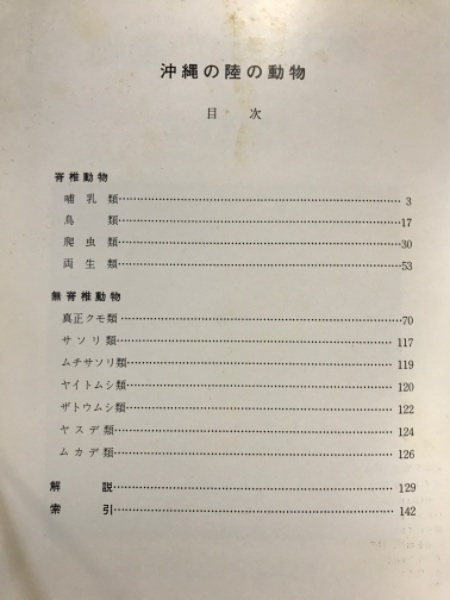 沖縄の陸の動物
目次
脊椎動物
哺乳類…3
鳥類…17
爬虫類…30
両生類…53
無脊椎動物
真正クモ類…70
サソリ類…117
ムチサソリ類…119
ヤイトムシ類…120
ザトウムシ類…122
ヤスデ類…124
ムカデ類…126
解説…129
索引…142